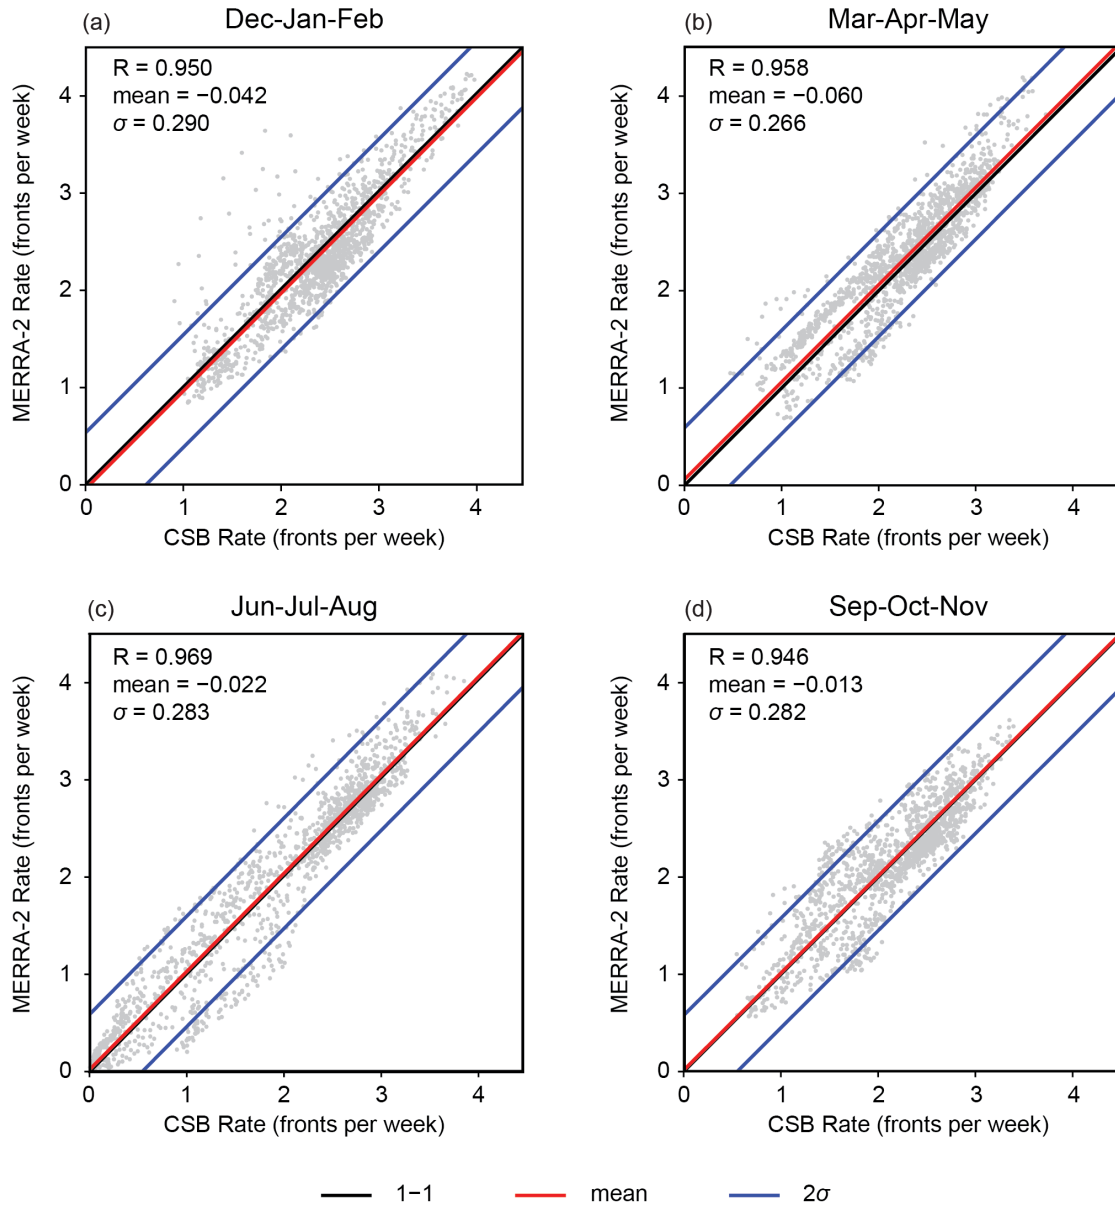 (a) Dec-Jan-Feb
R = 0.950
mean = −0.042
σ = 0.290
MERRA-2 Rate (fronts per week)
4
3
2
1
0
0 1 2 3 4
CSB Rate (fronts per week)
(b) Mar-Apr-May
R = 0.958
mean = −0.060
σ = 0.266
MERRA-2 Rate (fronts per week)
4
3
2
1
0
0 1 2 3 4
CSB Rate (fronts per week)
(c) Jun-Jul-Aug
R = 0.969
mean = −0.022
σ = 0.283
MERRA-2 Rate (fronts per week)
4
3
2
1
0
0 1 2 3 4
CSB Rate (fronts per week)
(d) Sep-Oct-Nov
R = 0.946
mean = −0.013
σ = 0.282
MERRA-2 Rate (fronts per week)
4
3
2
1
0
0 1 2 3 4
CSB Rate (fronts per week)
1−1 mean 2σ